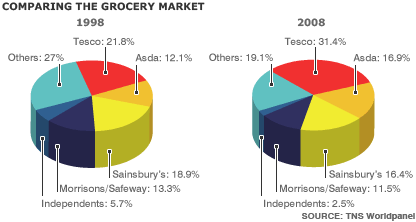 COMPARING THE GROCERY MARKET
1998
Tesco: 21.8%
Others: 27%
Asda: 12.1%
Sainsbury's: 18.9%
Morrisons/Safeway: 13.3%
Independents: 5.7%
2008
Tesco: 31.4%
Others: 19.1%
Asda: 16.9%
Sainsbury's: 16.4%
Morrisons/Safeway: 11.5%
Independents: 2.5%
SOURCE: TNS Worldpanel